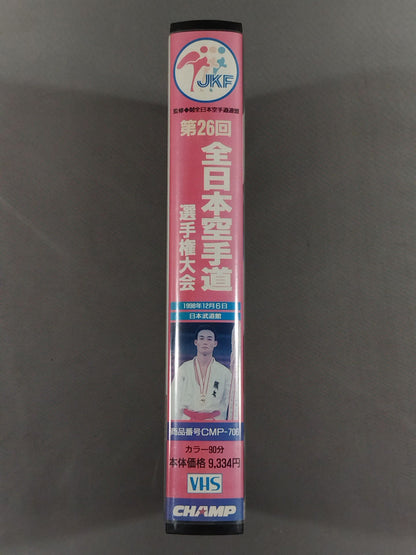 JKF
監修◆㈶全日本空手道連盟
第26回
全日本空手道
選手権大会
1998年12月6日
日本武道館
商品番号CMP-706
カラー90分
本体価格 9,334円
VHS
CHAMP